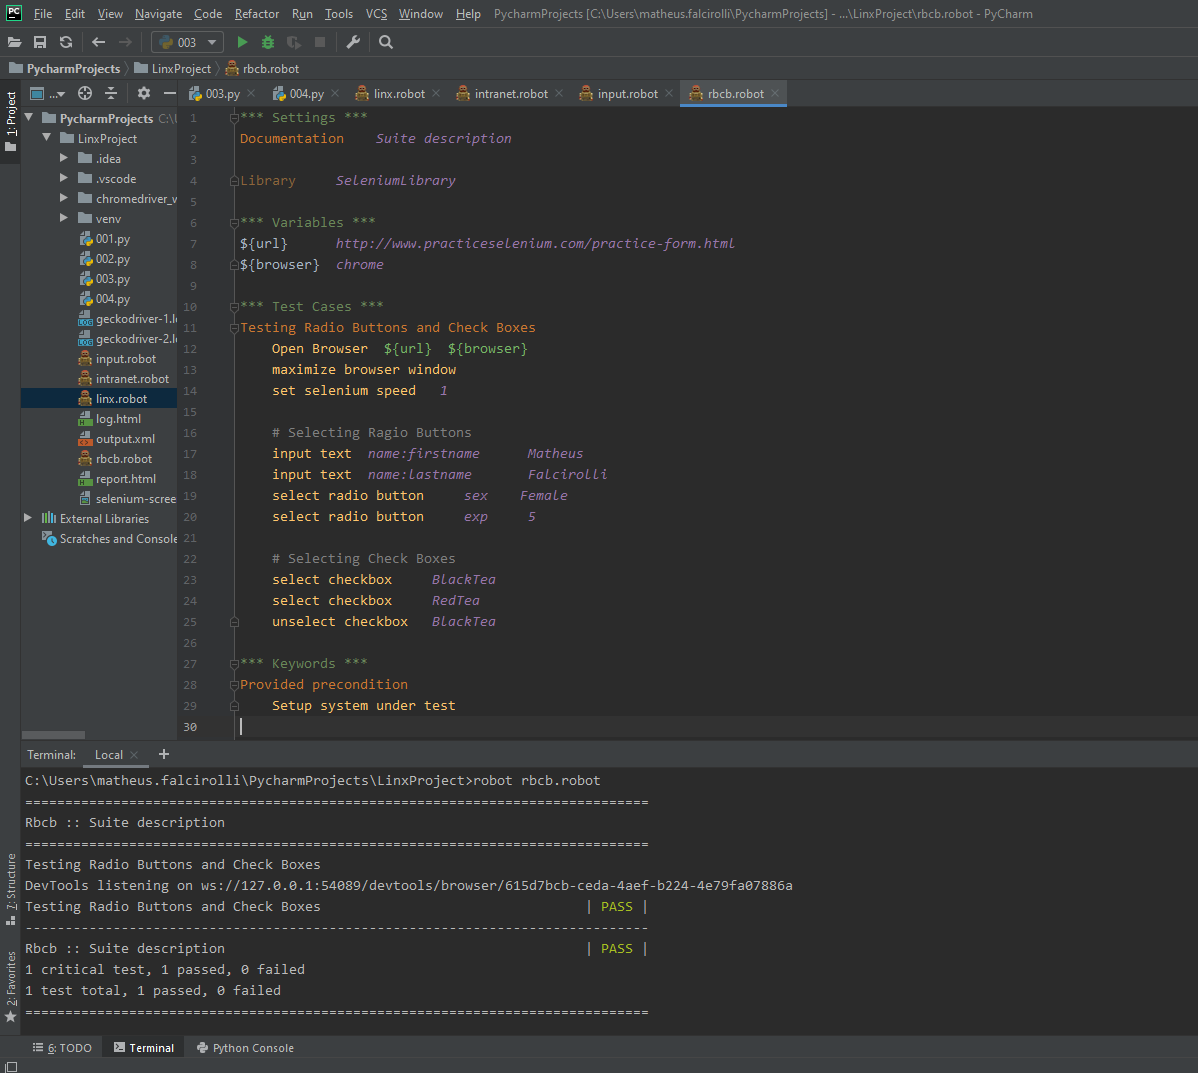 PC File Edit View Navigate Code Refactor Run Tools VCS Window Help PycharmProjects [C:\Users\matheus.falcirolli\PycharmProjects] - ...\LinxProject\rbcb.robot - PyCharm
003
PycharmProjects LinxProject rbcb.robot
1: Project
...
003.py 004.py linx.robot intranet.robot input.robot rbcb.robot
PycharmProjects C:\U
LinxProject
.idea
.vscode
chromedriver_w
venv
001.py
002.py
003.py
004.py
geckodriver-1.lo
geckodriver-2.lo
input.robot
intranet.robot
linx.robot
log.html
output.xml
rbcb.robot
report.html
selenium-scree
External Libraries
Scratches and Console
1 *** Settings ***
2 Documentation Suite description
3
4 Library SeleniumLibrary
5
6 *** Variables ***
7 ${url} http://www.practiceselenium.com/practice-form.html
8 ${browser} chrome
9
10 *** Test Cases ***
11 Testing Radio Buttons and Check Boxes
12 Open Browser ${url} ${browser}
13 maximize browser window
14 set selenium speed 1
15
16 # Selecting Ragio Buttons
17 input text name:firstname Matheus
18 input text name:lastname Falcirolli
19 select radio button sex Female
20 select radio button exp 5
21
22 # Selecting Check Boxes
23 select checkbox BlackTea
24 select checkbox RedTea
25 unselect checkbox BlackTea
26
27 *** Keywords ***
28 Provided precondition
29 Setup system under test
30
Terminal: Local
C:\Users\matheus.falcirolli\PycharmProjects\LinxProject>robot rbcb.robot
==============================================================================
Rbcb :: Suite description
==============================================================================
Testing Radio Buttons and Check Boxes
DevTools listening on ws://127.0.0.1:54089/devtools/browser/615d7bcb-ceda-4aef-b224-4e79fa07886a
Testing Radio Buttons and Check Boxes | PASS |
------------------------------------------------------------------------------
Rbcb :: Suite description | PASS |
1 critical test, 1 passed, 0 failed
1 test total, 1 passed, 0 failed
==============================================================================
7: Structure
2: Favorites
6: TODO Terminal Python Console